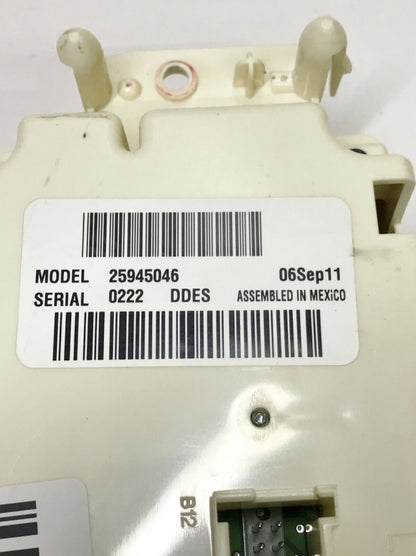 MODEL 25945046 06Sep11
SERIAL 0222 DDES ASSEMBLED IN MEXiCO
B12